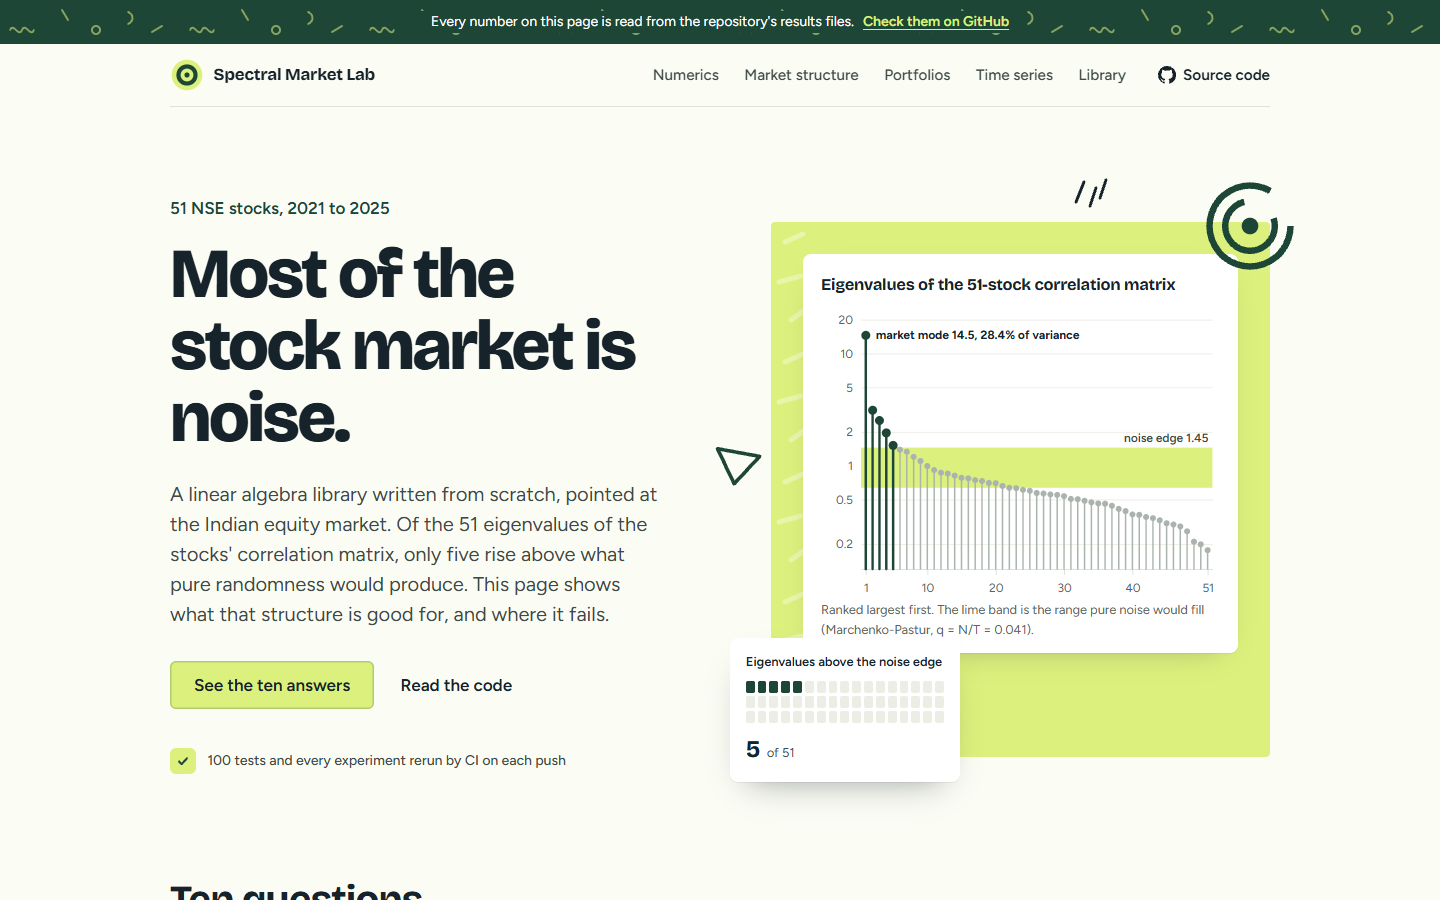 Every number on this page is read from the repository's results files. Check them on GitHub
Spectral Market Lab
Numerics Market structure Portfolios Time series Library Source code
51 NSE stocks, 2021 to 2025
Most of the
stock market is
noise.
A linear algebra library written from scratch, pointed at
the Indian equity market. Of the 51 eigenvalues of the
stocks' correlation matrix, only five rise above what
pure randomness would produce. This page shows
what that structure is good for, and where it fails.
See the ten answers Read the code
100 tests and every experiment rerun by CI on each push
Eigenvalues of the 51-stock correlation matrix
20
market mode 14.5, 28.4% of variance
10
5
2
noise edge 1.45
1
0.5
0.2
1 10 20 30 40 51
Ranked largest first. The lime band is the range pure noise would fill
(Marchenko-Pastur, q = N/T = 0.041).
Eigenvalues above the noise edge
5 of 51
Ten questions